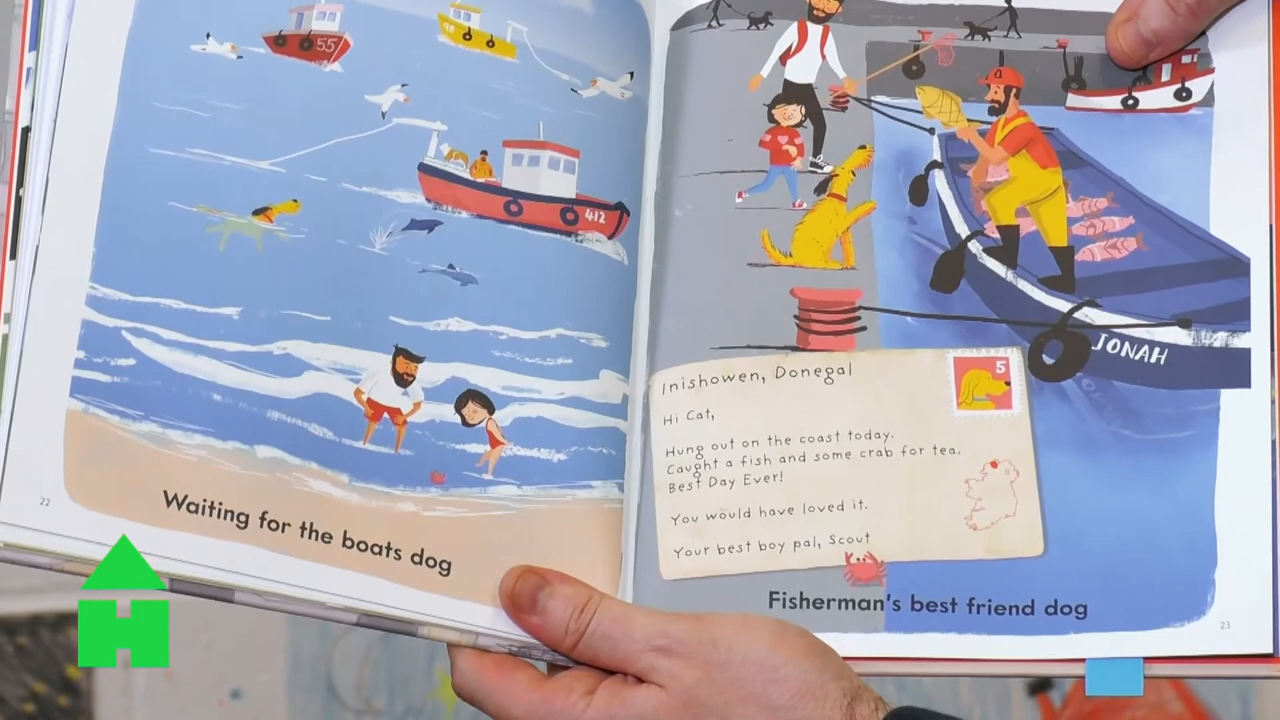 55
412
22
Waiting for the boats dog
JONAH
5
Inishowen, Donegal
Hi Cat,
Hung out on the coast today.
Caught a fish and some crab for tea.
Best Day Ever!
You would have loved it.
Your best boy pal, Scout
Fisherman's best friend dog
23
H